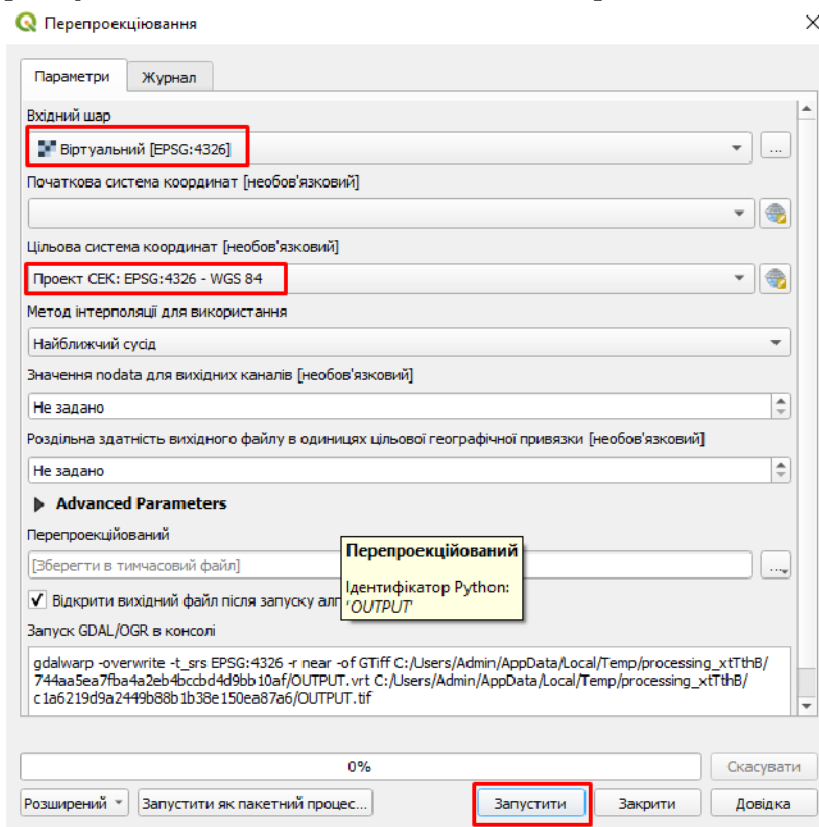 Перепроекціювання
Параметри Журнал
Вхідний шар
Віртуальний [EPSG:4326]
...
Початкова система координат [необов'язковий]
Цільова система координат [необов'язковий]
Проект СЕК: EPSG:4326 - WGS 84
Метод інтерполяції для використання
Найближчий сусід
Значення nodata для вихідних каналів [необов'язковий]
Не задано
Роздільна здатність вихідного файлу в одиницях цільової географічної привязки [необов'язковий]
Не задано
Advanced Parameters
Перепроекційований
[Зберегти в тимчасовий файл]
...
Перепроекційований
Ідентифікатор Python:
'OUTPUT'
Відкрити вихідний файл після запуску алг
Запуск GDAL/OGR в консолі
gdalwarp -overwrite -t_srs EPSG:4326 -r near -of GTiff C:/Users/Admin/AppData/Local/Temp/processing_xtTthB/
744aa5ea7fba4a2eb4bccbd4d9bb10af/OUTPUT.vrt C:/Users/Admin/AppData/Local/Temp/processing_xtTthB/
c1a6219d9a2449b88b1b38e150ea87a6/OUTPUT.tif
0%
Скасувати
Розширений Запустити як пакетний процес... Запустити Закрити Довідка